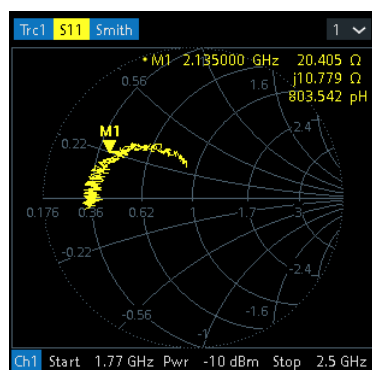 Trc1 S11 Smith 1
•M1 2.135000 GHz 20.405 Ω
j10.779 Ω
803.542 pH
0.56 1.6
M1
2.4
0.22
0.176 0.36 0.62 1 1.7 3
-0.22
-2.4
-0.56 -1.6
-1
Ch1 Start 1.77 GHz Pwr -10 dBm Stop 2.5 GHz